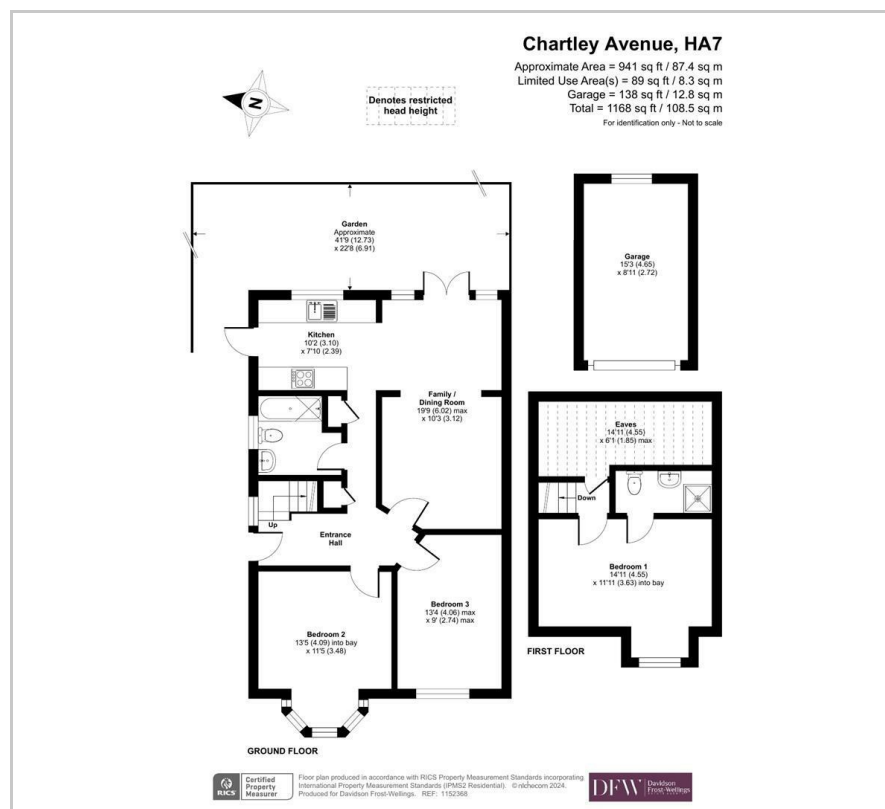 Chartley Avenue, HA7
Approximate Area = 941 sq ft / 87.4 sq m
Limited Use Area(s) = 89 sq ft / 8.3 sq m
Garage = 138 sq ft / 12.8 sq m
Total = 1168 sq ft / 108.5 sq m
For identification only - Not to scale
N
Denotes restricted
head height
Garden
Approximate
41'9 (12.73)
x 22'8 (6.91)
Garage
15'3 (4.65)
x 8'11 (2.72)
Kitchen
10'2 (3.10)
x 7'10 (2.39)
Family /
Dining Room
19'9 (6.02) max
x 10'3 (3.12)
Eaves
14'11 (4.55)
x 6'1 (1.85) max
Down
Up
Entrance
Hall
Bedroom 1
14'11 (4.55)
x 11'11 (3.63) into bay
Bedroom 3
13'4 (4.06) max
x 9' (2.74) max
Bedroom 2
13'5 (4.09) into bay
x 11'5 (3.48)
FIRST FLOOR
GROUND FLOOR
RICS
Certified
Property
Measurer
Floor plan produced in accordance with RICS Property Measurement Standards incorporating
International Property Measurement Standards (IPMS2 Residential). © nichecom 2024.
Produced for Davidson Frost-Wellings. REF: 1152368
DFW
Davidson
Frost-Wellings